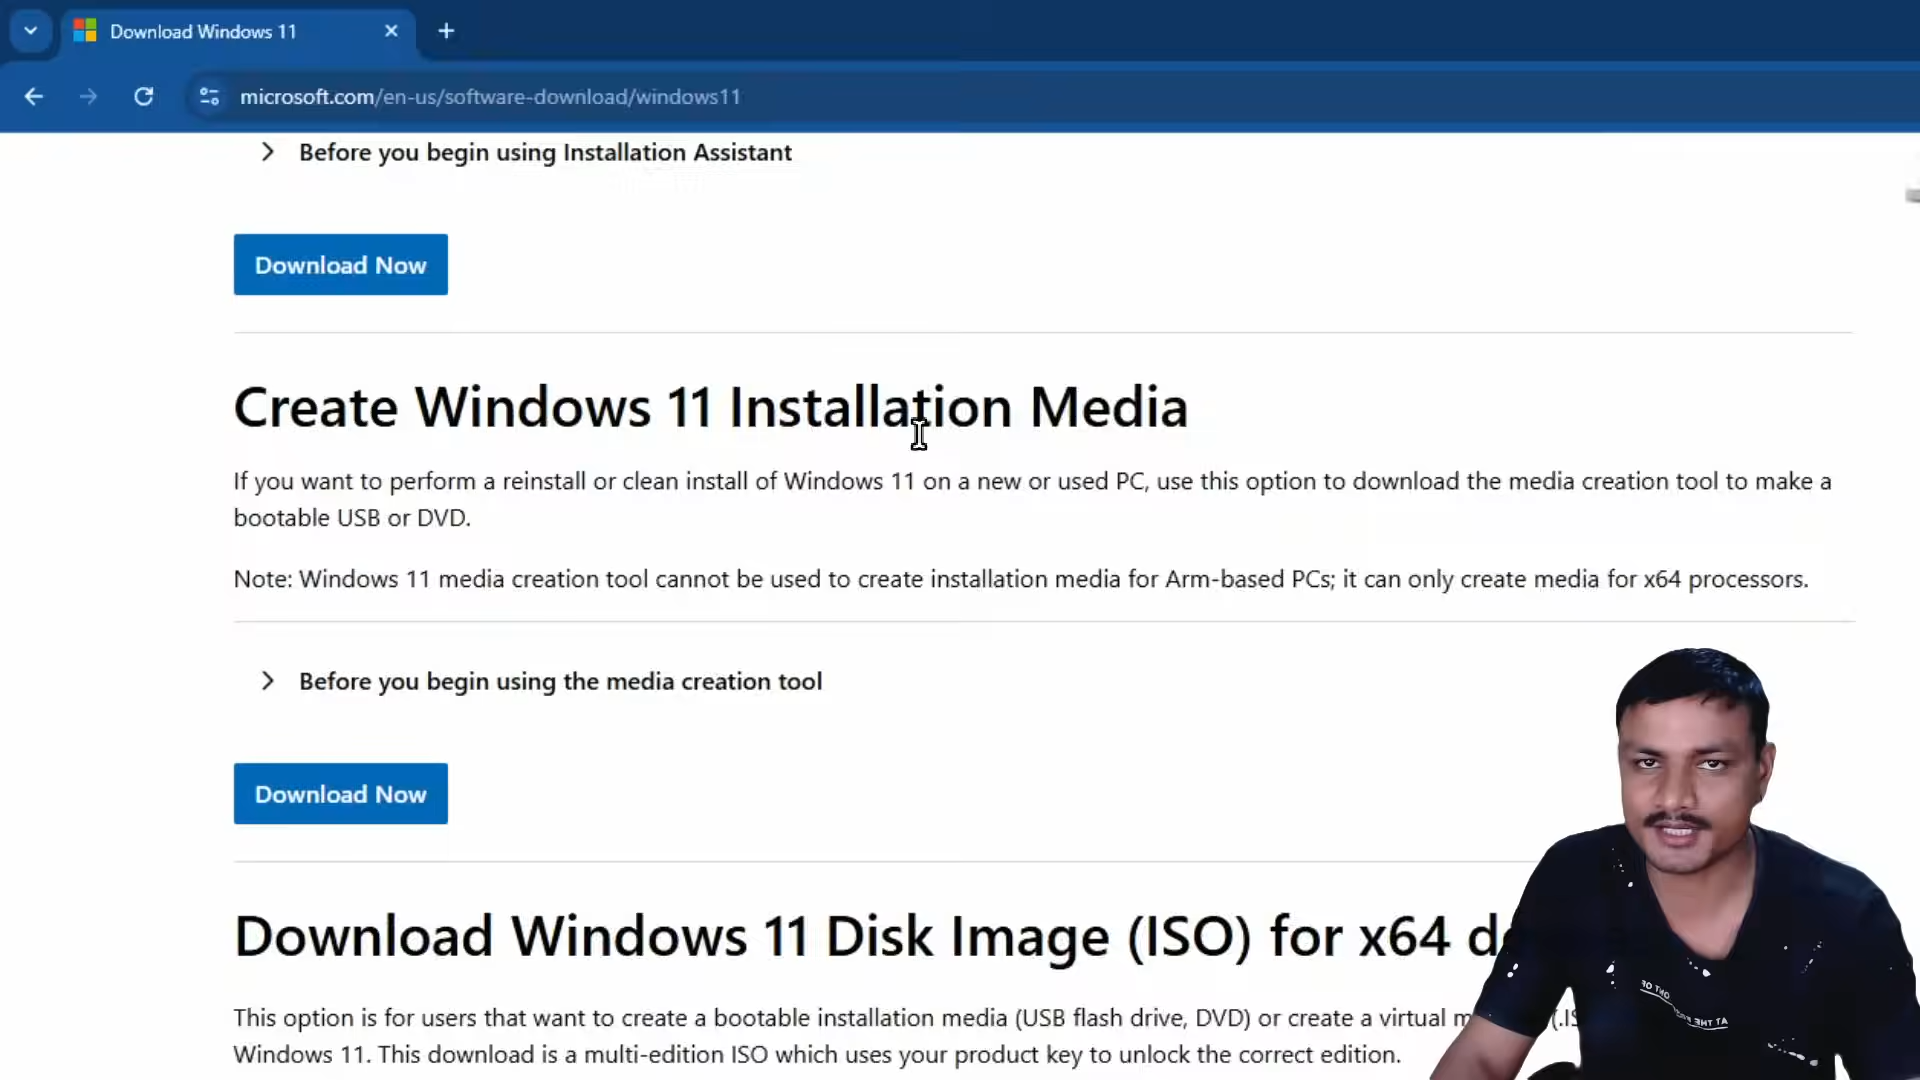 Download Windows 11
microsoft.com/en-us/software-download/windows11
Before you begin using Installation Assistant
Download Now
Create Windows 11 Installation Media
If you want to perform a reinstall or clean install of Windows 11 on a new or used PC, use this option to download the media creation tool to make a
bootable USB or DVD.
Note: Windows 11 media creation tool cannot be used to create installation media for Arm-based PCs; it can only create media for x64 processors.
Before you begin using the media creation tool
Download Now
Download Windows 11 Disk Image (ISO) for x64
This option is for users that want to create a bootable installation media (USB flash drive, DVD) or create a virtual
Windows 11. This download is a multi-edition ISO which uses your product key to unlock the correct edition.